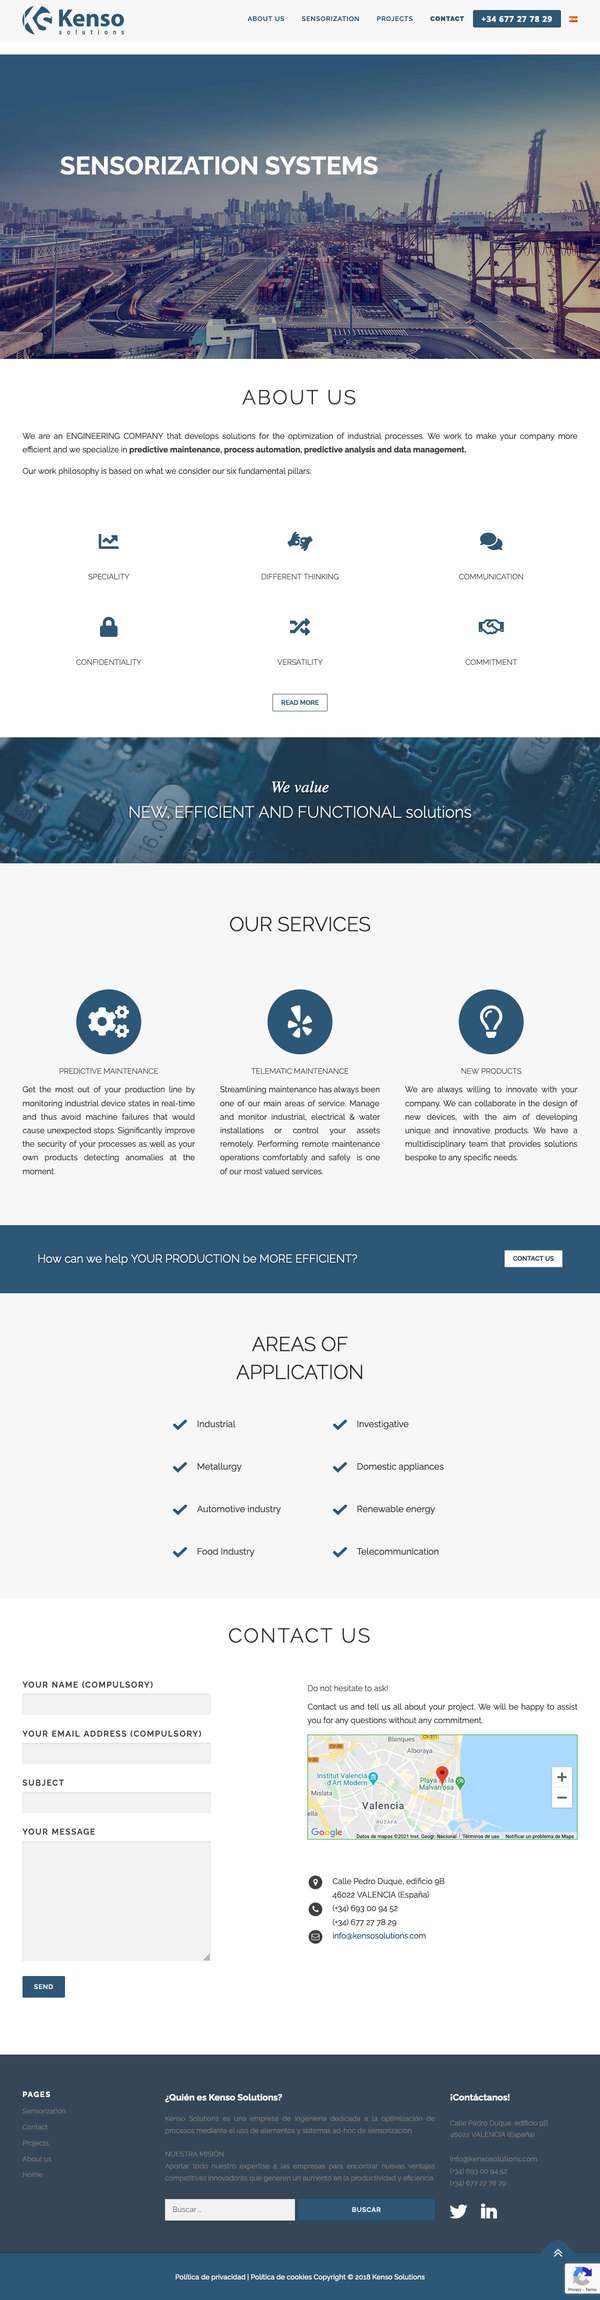 Kenso
solutions
ABOUT US SENSORIZATION PROJECTS CONTACT +34 677 27 78 29
SENSORIZATION SYSTEMS
ABOUT US
We are an ENGINEERING COMPANY that develops solutions for the optimization of industrial processes. We work to make your company more
efficient and we specialize in predictive maintenance, process automation, predictive analysis and data management.
Our work philosophy is based on what we consider our six fundamental pillars:
SPECIALITY DIFFERENT THINKING COMMUNICATION
CONFIDENTIALITY VERSATILITY COMMITMENT
READ MORE
We value
NEW, EFFICIENT AND FUNCTIONAL solutions
OUR SERVICES
PREDICTIVE MAINTENANCE
Get the most out of your production line by
monitoring industrial device states in real-time
and thus avoid machine failures that would
cause unexpected stops. Significantly improve
the security of your processes as well as your
own products detecting anomalies at the
moment.
TELEMATIC MAINTENANCE
Streamlining maintenance has always been
one of our main areas of service. Manage
and monitor industrial, electrical & water
installations or control your assets
remotely. Performing remote maintenance
operations comfortably and safely is one
of our most valued services.
NEW PRODUCTS
We are always willing to innovate with your
company. We can collaborate in the design of
new devices, with the aim of developing
unique and innovative products. We have a
multidisciplinary team that provides solutions
bespoke to any specific needs.
How can we help YOUR PRODUCTION be MORE EFFICIENT?
CONTACT US
AREAS OF
APPLICATION
Industrial Investigative
Metallurgy Domestic appliances
Automotive industry Renewable energy
Food Industry Telecommunication
CONTACT US
YOUR NAME (COMPULSORY)
YOUR EMAIL ADDRESS (COMPULSORY)
SUBJECT
YOUR MESSAGE
SEND
Do not hesitate to ask!
Contact us and tell us all about your project. We will be happy to assist
you for any questions without any commitment.
Blanques
CV-30
Alboraya
Institut Valencià
d'Art Modern
Playa de la
Malvarrosa
Mislata
Valencia
RUZAFA
Google
Datos de mapas ©2021 Inst. Geogr. Nacional Términos de uso Notificar un problema de Maps
+
−
Calle Pedro Duque, edificio 9B
46022 VALENCIA (España)
(+34) 693 00 94 52
(+34) 677 27 78 29
info@kensosolutions.com
PAGES
Sensorization
Contact
Projects
About us
Home
¿Quién es Kenso Solutions?
Kenso Solutions es una empresa de ingeniería dedicada a la optimización de
procesos mediante el uso de elementos y sistemas ad-hoc de sensorización.
NUESTRA MISIÓN
Aportar todo nuestro expertise a las empresas para encontrar nuevas ventajas
competitivas innovadoras que generen un aumento en la productividad y eficiencia.
Buscar …
BUSCAR
¡Contáctanos!
Calle Pedro Duque, edificio 9B
46022 VALENCIA (España)
info@kensosolutions.com
(+34) 693 00 94 52
(+34) 677 27 78 29
Política de privacidad | Política de cookies Copyright © 2018 Kenso Solutions
Privacy - Terms